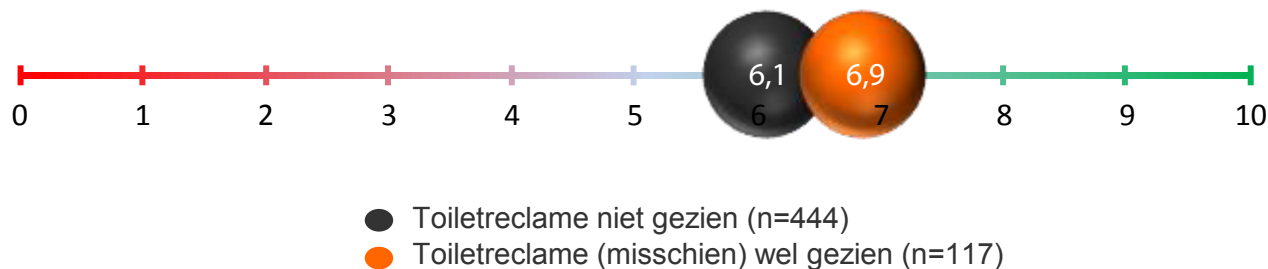 6,1 6,9
0 1 2 3 4 5 6 7 8 9 10
Toiletreclame niet gezien (n=444)
Toiletreclame (misschien) wel gezien (n=117)